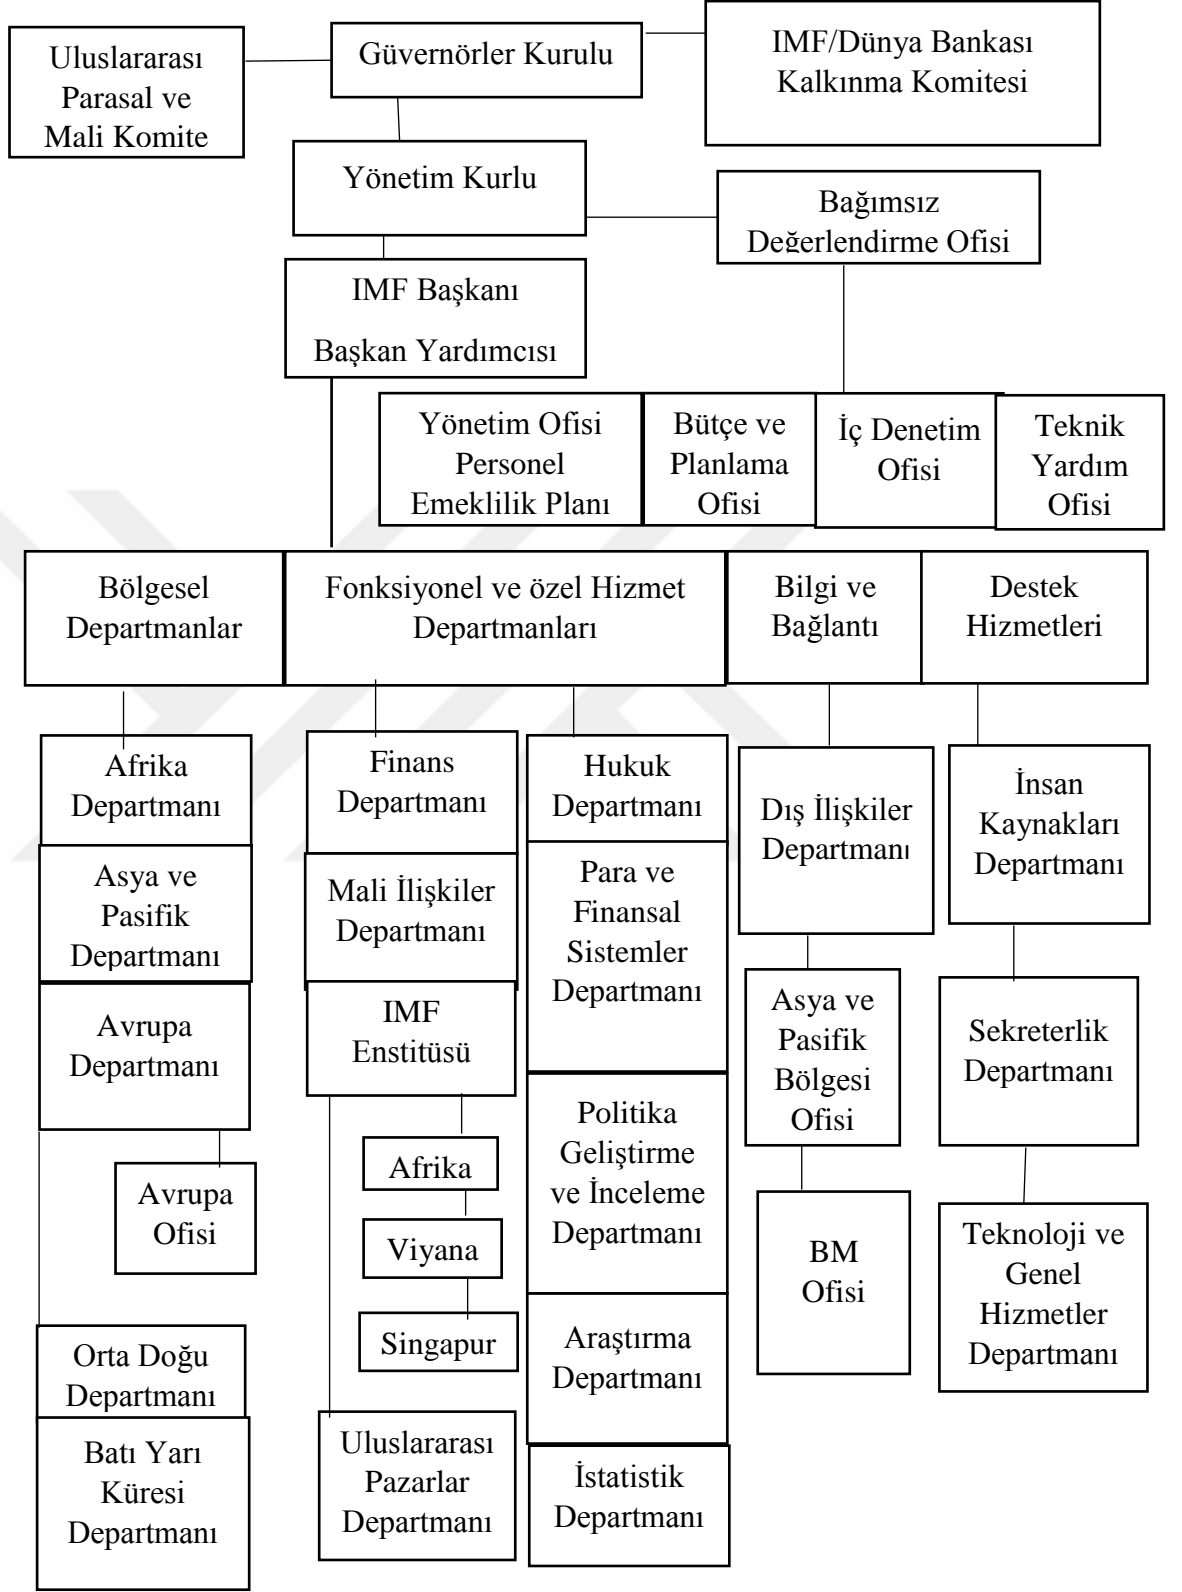 Uluslararası
Parasal ve
Mali Komite
Güvernörler Kurulu
IMF/Dünya Bankası
Kalkınma Komitesi
Yönetim Kurlu
Bağımsız
Değerlendirme Ofisi
IMF Başkanı
Başkan Yardımcısı
Yönetim Ofisi
Personel
Emeklilik Planı
Bütçe ve
Planlama
Ofisi
İç Denetim
Ofisi
Teknik
Yardım
Ofisi
Bölgesel
Departmanlar
Fonksiyonel ve özel Hizmet
Departmanları
Bilgi ve
Bağlantı
Destek
Hizmetleri
Afrika
Departmanı
Asya ve
Pasifik
Departmanı
Avrupa
Departmanı
Avrupa
Ofisi
Orta Doğu
Departmanı
Batı Yarı
Küresi
Departmanı
Finans
Departmanı
Mali İlişkiler
Departmanı
IMF
Enstitüsü
Afrika
Viyana
Singapur
Uluslararası
Pazarlar
Departmanı
Hukuk
Departmanı
Para ve
Finansal
Sistemler
Departmanı
Politika
Geliştirme
ve İnceleme
Departmanı
Araştırma
Departmanı
İstatistik
Departmanı
Dış İlişkiler
Departmanı
Asya ve
Pasifik
Bölgesi
Ofisi
BM
Ofisi
İnsan
Kaynakları
Departmanı
Sekreterlik
Departmanı
Teknoloji ve
Genel
Hizmetler
Departmanı